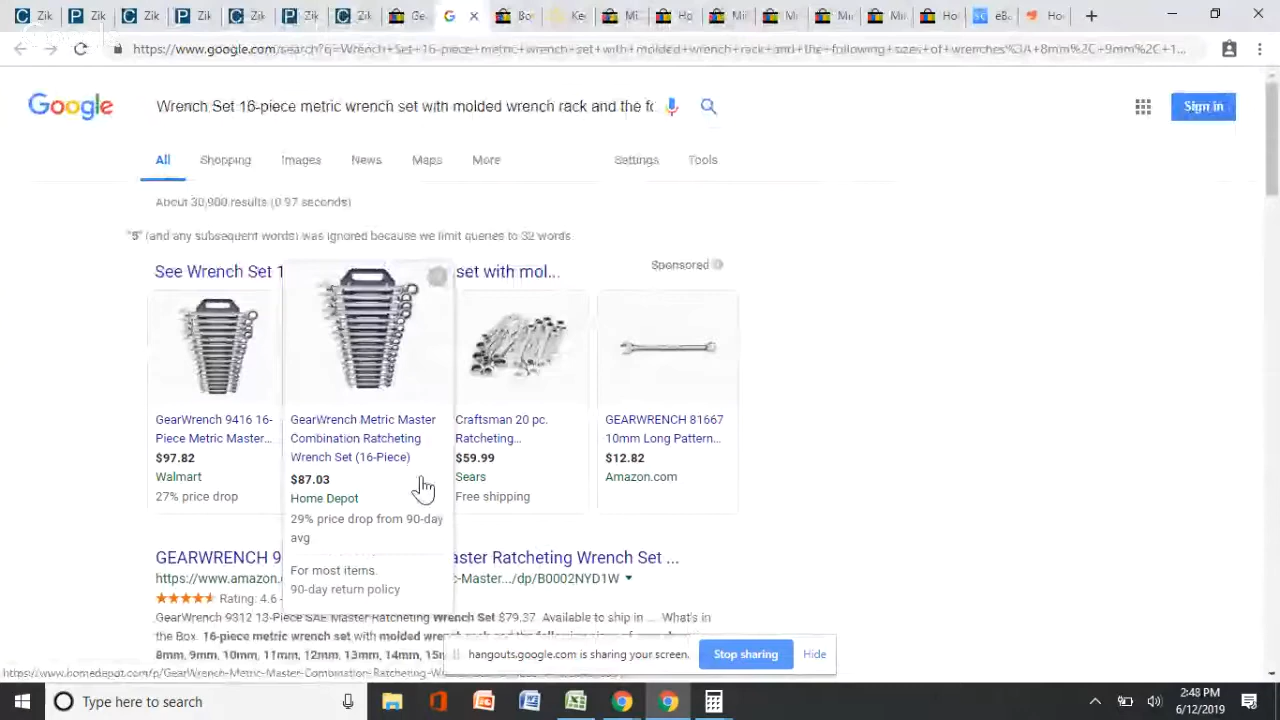 Zik
Zik
Zik
Zik
Zik
Zik
Ge
Bo
Ke
Mi
Ho
Mil
Mi
Ho
eBa
Ho
https://www.google.com/search?q=Wrench+Set+16-piece+metric+wrench+set+with+molded+wrench+rack+and+the+following+sizes+of+wrenches%3A+8mm%2C+9mm%2C+1...
Google
Wrench Set 16-piece metric wrench set with molded wrench rack and the fo
Sign in
All
Shopping
Images
News
Maps
More
Settings
Tools
About 30,900 results (0.97 seconds)
(and any subsequent words) was ignored because we limit queries to 32 words.
See Wrench Set 1
set with mol...
Sponsored
GearWrench 9416 16-
Piece Metric Master...
$97.82
Walmart
27% price drop
GearWrench Metric Master
Combination Ratcheting
Wrench Set (16-Piece)
$87.03
Home Depot
29% price drop from 90-day
avg
For most items.
90-day return policy
Craftsman 20 pc.
Ratcheting...
$59.99
Sears
Free shipping
GEARWRENCH 81667
10mm Long Pattern...
$12.82
Amazon.com
GEARWRENCH 9
aster Ratcheting Wrench Set ...
https://www.amazon.
c-Master.../dp/B0002NYD1W
Rating: 4.6
GearWrench 9312 13-Piece SAE Master Ratcheting Wrench Set $79.37. Available to ship in .... What's in
the Box. 16-piece metric wrench set with molded wrench rack and the following sizes of
8mm, 9mm, 10mm, 11mm, 12mm, 13mm, 14mm, 15m
hangouts.google.com is sharing your screen.
Stop sharing
Hide
https://www.homedepot.com/p/GearWrench-Metric-Master-Combination-Ratcheting-W
Type here to search
2:48 PM
6/12/2019